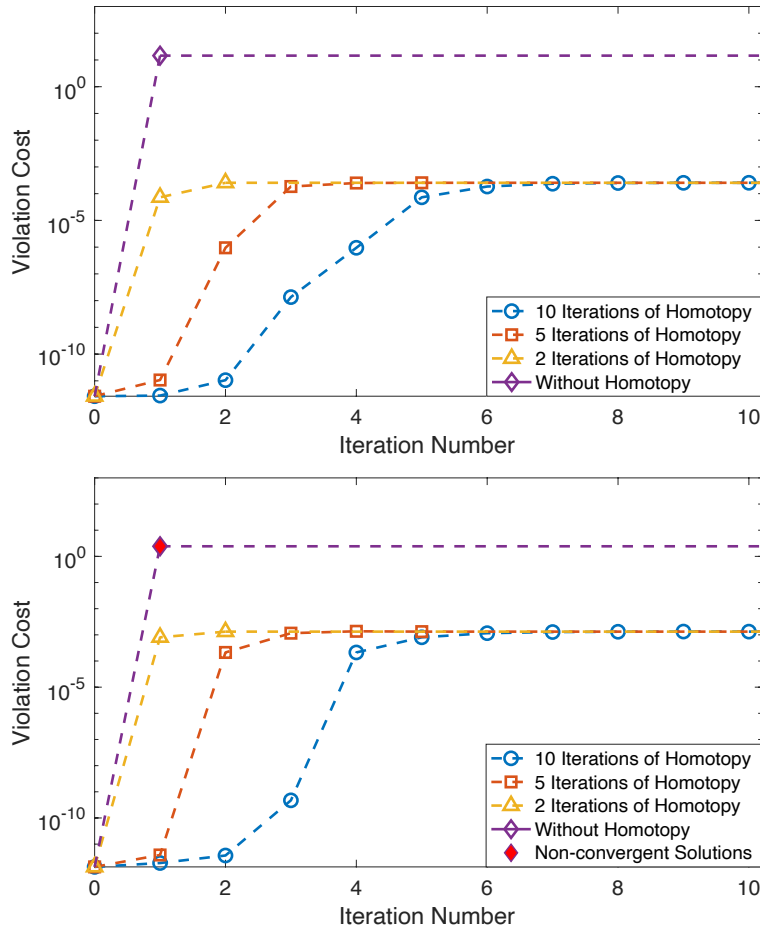 10^0
10^-5
10^-10
Violation Cost
10 Iterations of Homotopy
5 Iterations of Homotopy
2 Iterations of Homotopy
Without Homotopy
0 2 4 6 8 10
Iteration Number
10^0
10^-5
10^-10
Violation Cost
10 Iterations of Homotopy
5 Iterations of Homotopy
2 Iterations of Homotopy
Without Homotopy
Non-convergent Solutions
0 2 4 6 8 10
Iteration Number